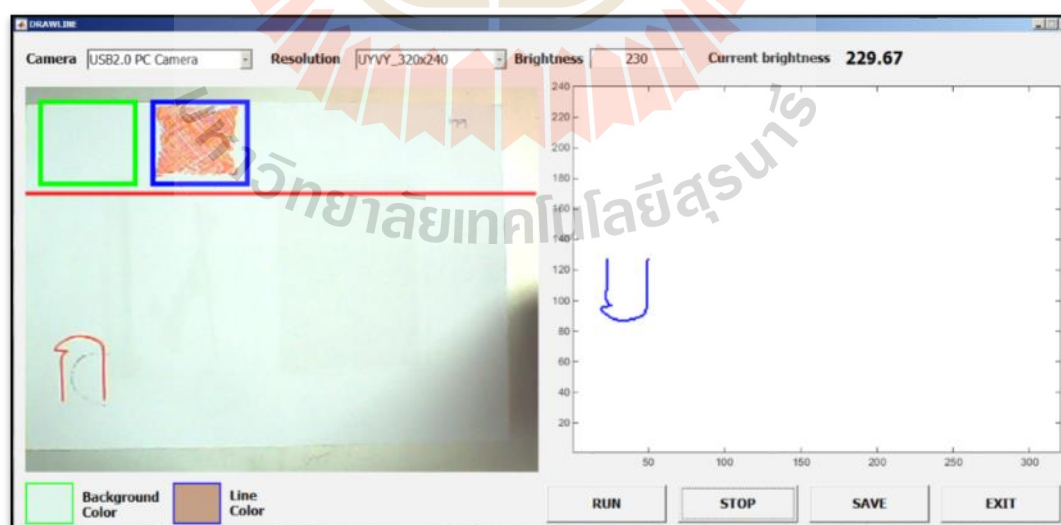 DRAWLINE
Camera USB2.0 PC Camera Resolution UYVY_320x240 Brightness 230 Current brightness 229.67
240
220
200
180
160
140
120
100
80
60
40
20
50 100 150 200 250 300
ก
มหาวิทยาลัยเทคโนโลยีสุรนารี
Background Color
Line Color
RUN STOP SAVE EXIT